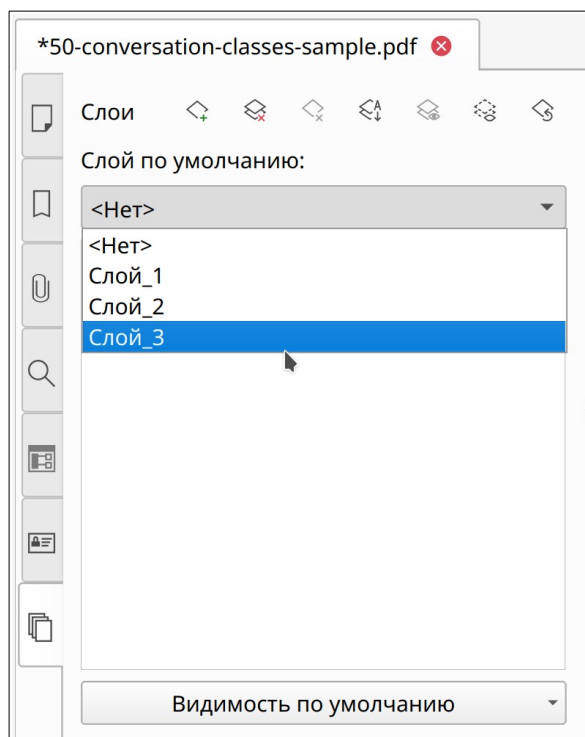 *50-conversation-classes-sample.pdf
Слои
Слой по умолчанию:
<Нет>
<Нет>
Слой_1
Слой_2
Слой_3
Видимость по умолчанию